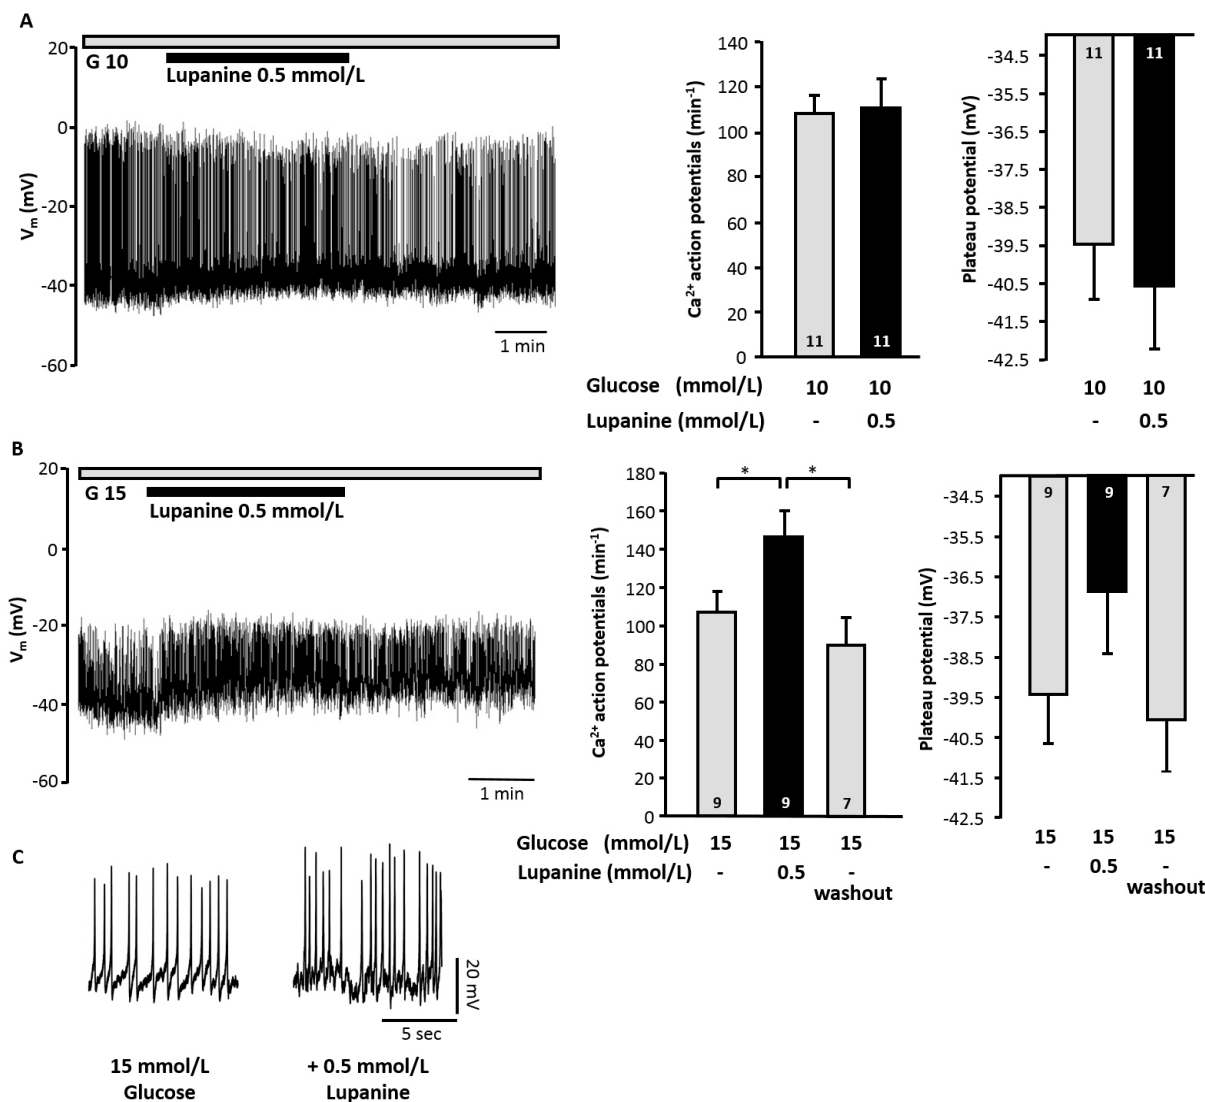 A
20
0
-20
-40
-60
V_m (mV)
G 10
Lupanine 0.5 mmol/L
1 min
Ca²⁺ action potentials (min⁻¹)
140
120
100
80
60
40
20
0
11
11
Plateau potential (mV)
-34.5
-35.5
-36.5
-37.5
-38.5
-39.5
-40.5
-41.5
-42.5
11
11
Glucose (mmol/L) 10 10 10 10
Lupanine (mmol/L) - 0.5 - 0.5
B
20
0
-20
-40
-60
V_m (mV)
G 15
Lupanine 0.5 mmol/L
1 min
Ca²⁺ action potentials (min⁻¹)
180
160
140
120
100
80
60
40
20
0
* *
9
9
7
Plateau potential (mV)
-34.5
-35.5
-36.5
-37.5
-38.5
-39.5
-40.5
-41.5
-42.5
9
9
7
Glucose (mmol/L) 15 15 15 15 15 15
Lupanine (mmol/L) - 0.5 - - 0.5 -
washout washout
C
20 mV
5 sec
15 mmol/L
Glucose
+ 0.5 mmol/L
Lupanine